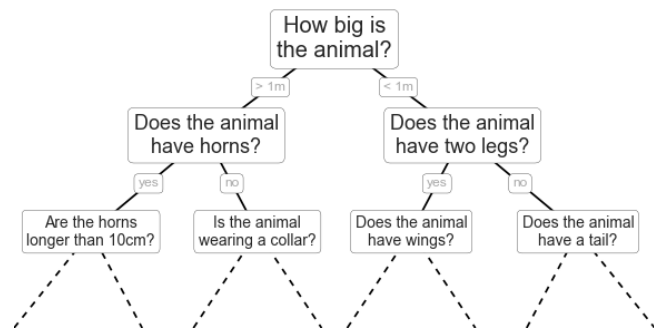 How big is
the animal?
> 1m
< 1m
Does the animal
have horns?
Does the animal
have two legs?
yes
no
yes
no
Are the horns
longer than 10cm?
Is the animal
wearing a collar?
Does the animal
have wings?
Does the animal
have a tail?